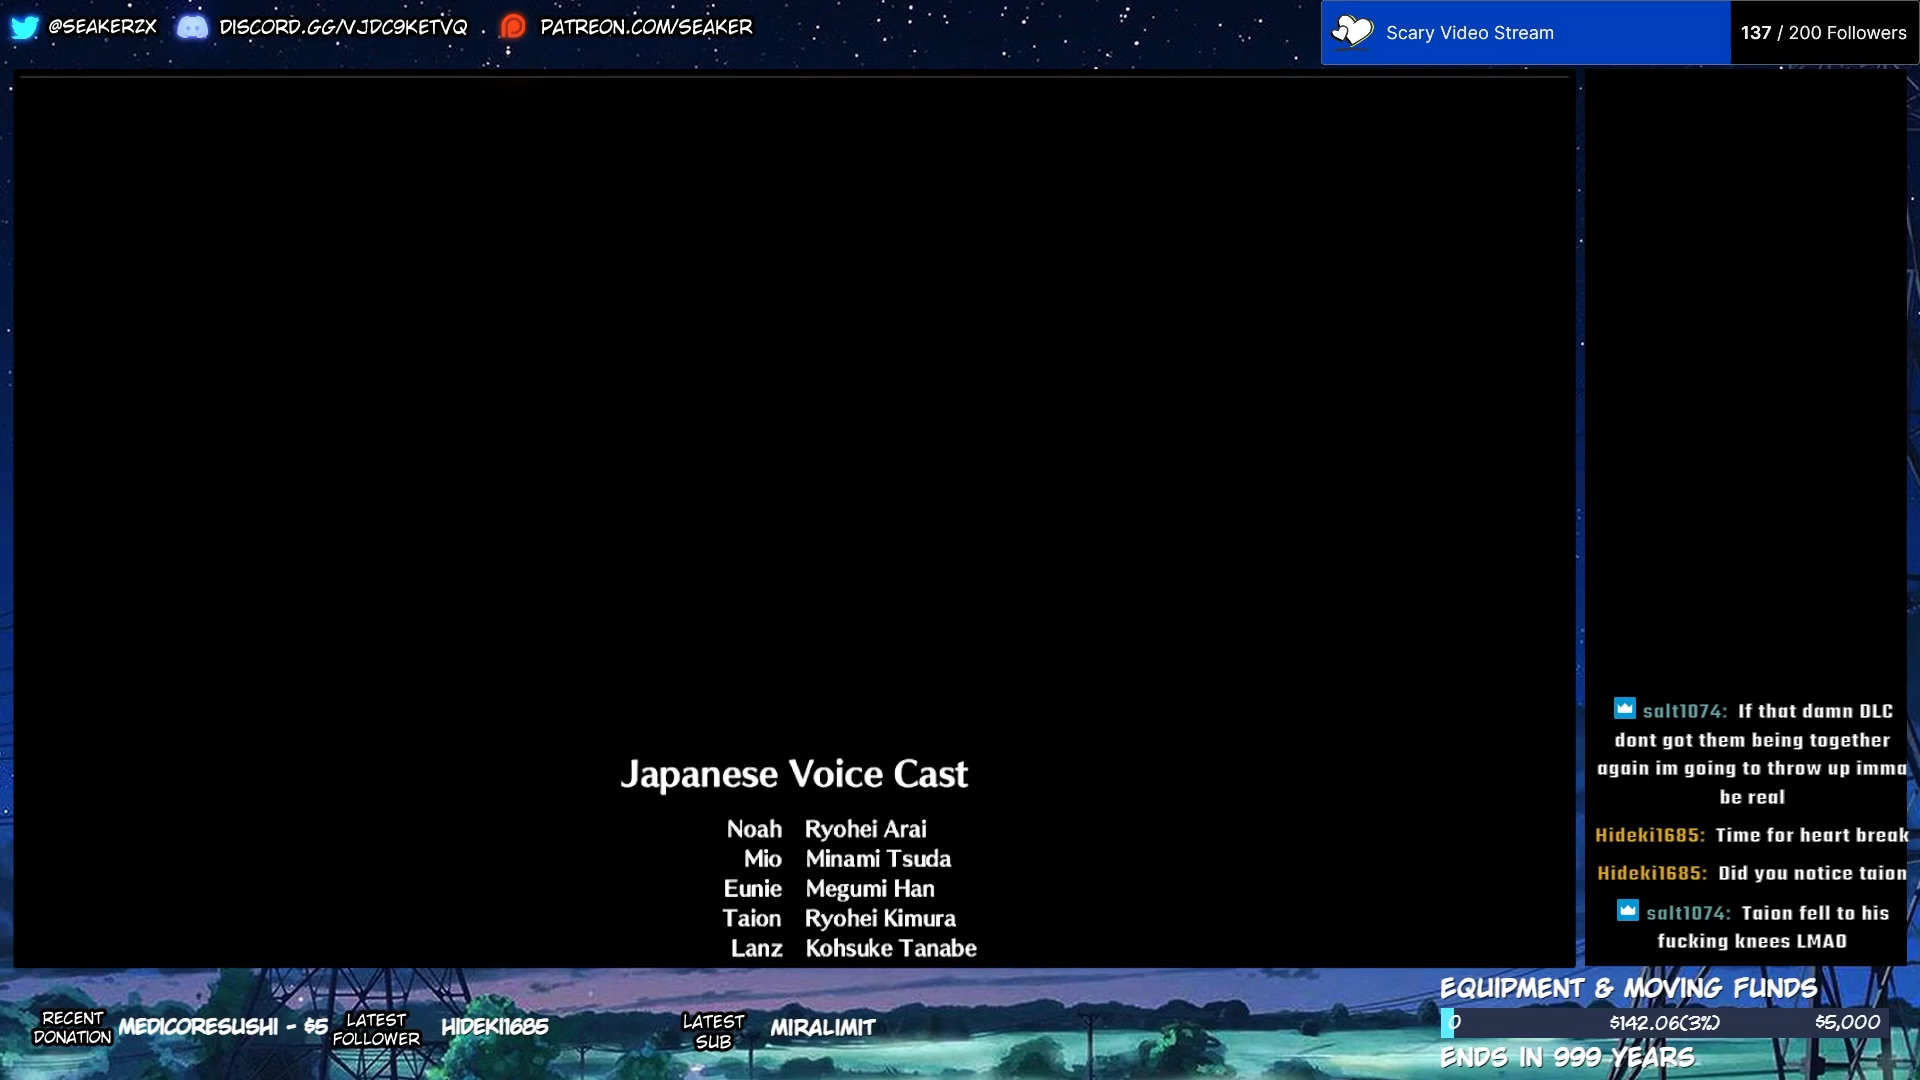 @SEAKERZX DISCORD.GG/VJDC9KETVQ . PATREON.COM/SEAKER
Scary Video Stream 137 / 200 Followers
Japanese Voice Cast
Noah Ryohei Arai
Mio Minami Tsuda
Eunie Megumi Han
Taion Ryohei Kimura
Lanz Kohsuke Tanabe
salt1074: If that damn DLC
dont got them being together
again im going to throw up imma
be real
Hideki1685: Time for heart break
Hideki1685: Did you notice taion
salt1074: Taion fell to his
fucking knees LMAO
RECENT
DONATION
MEDICORESUSHI - $5
LATEST
FOLLOWER
HIDEKI1685
LATEST
SUB
MIRALIMIT
EQUIPMENT & MOVING FUNDS
0 $142.06(3%) $5,000
ENDS IN 999 YEARS